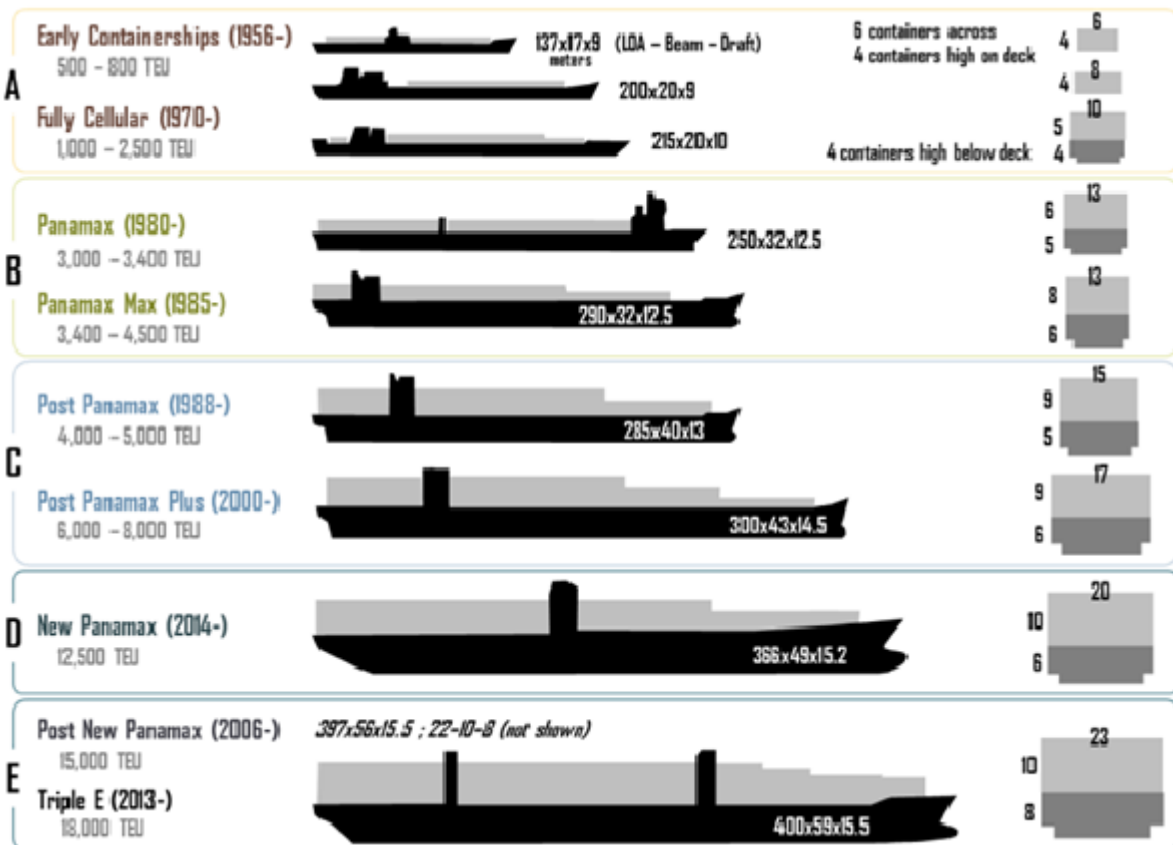 A
Early Containerships (1956-)
500 – 800 TEU
137x17x9 (LOA – Beam – Draft)
meters
6 containers across
4 containers high on deck
6
4
200x20x9
8
4
Fully Cellular (1970-)
1,000 – 2,500 TEU
215x20x10
4 containers high below deck
10
5
4
B
Panamax (1980-)
3,000 – 3,400 TEU
250x32x12.5
13
6
5
Panamax Max (1985-)
3,400 – 4,500 TEU
290x32x12.5
13
8
6
C
Post Panamax (1988-)
4,000 – 5,000 TEU
285x40x13
15
9
5
Post Panamax Plus (2000-)
6,000 – 8,000 TEU
300x43x14.5
17
9
6
D
New Panamax (2014-)
12,500 TEU
366x49x15.2
20
10
6
E
Post New Panamax (2006-)
15,000 TEU
397x56x15.5 ; 22-10-8 (not shown)
Triple E (2013-)
18,000 TEU
400x59x15.5
23
10
8